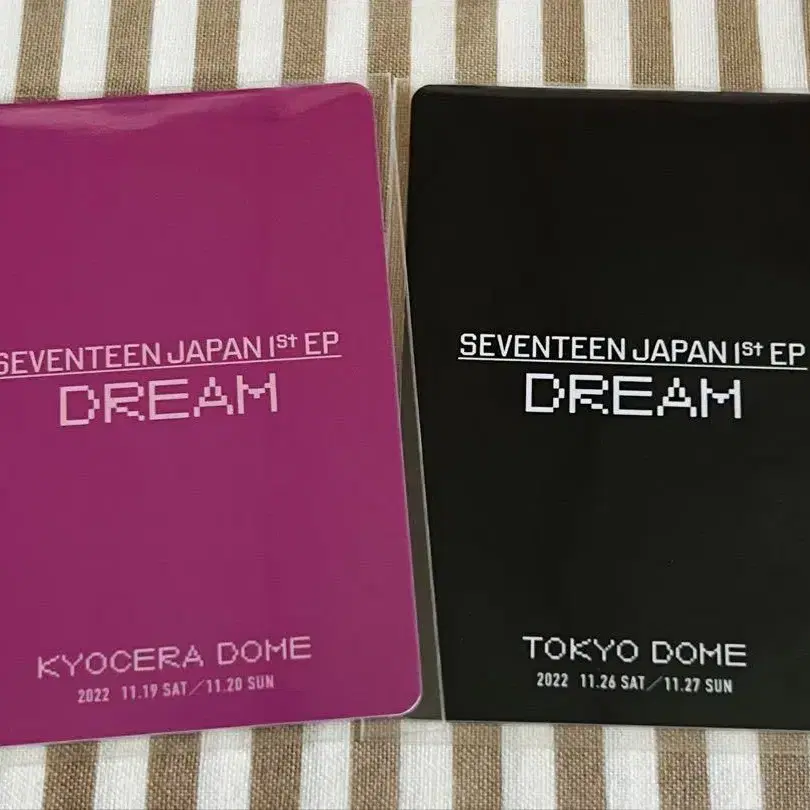 SEVENTEEN JAPAN 1st EP
DREAM
KYOCERA DOME
2022 11.19 SAT／11.20 SUN
SEVENTEEN JAPAN 1st EP
DREAM
TOKYO DOME
2022 11.26 SAT／11.27 SUN